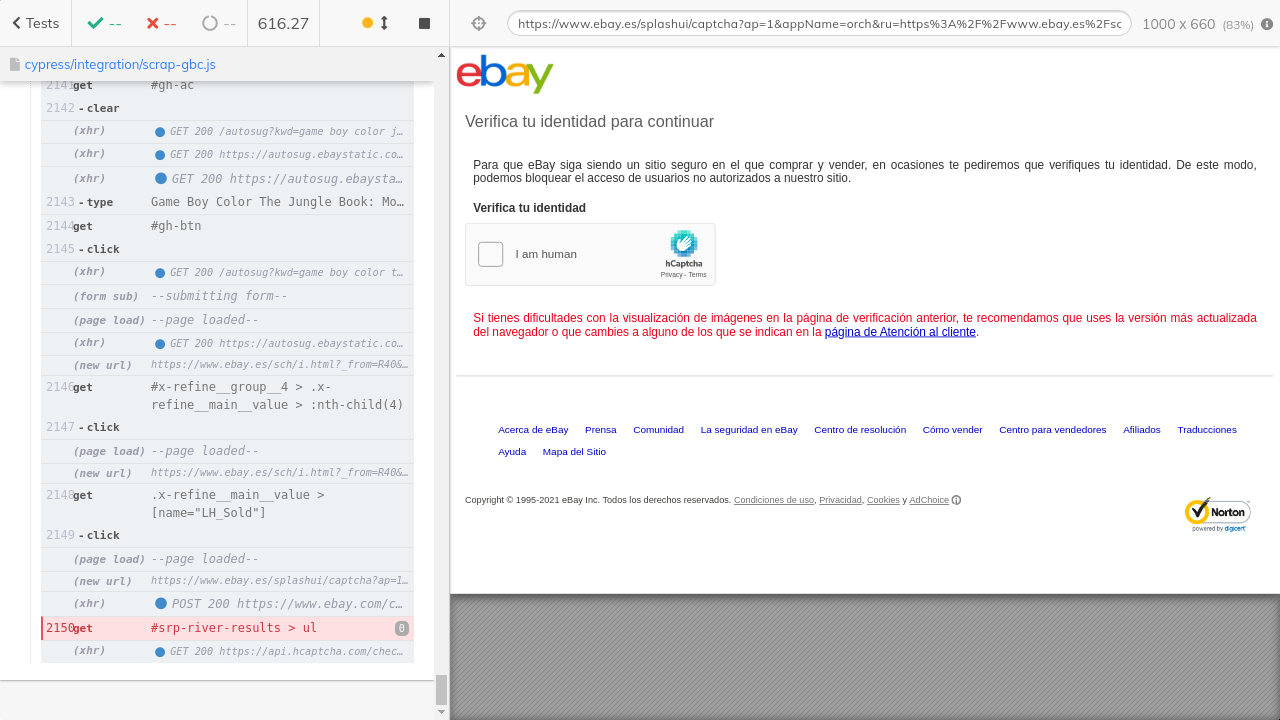 Tests
--
--
--
616.27
https://www.ebay.es/splashui/captcha?ap=1&appName=orch&ru=https%3A%2F%2Fwww.ebay.es%2Fsc
1000 x 660 (83%)
cypress/integration/scrap-gbc.js
2141 get #gh-ac
2142 - clear
(xhr) GET 200 /autosug?kwd=game boy color j…
(xhr) GET 200 https://autosug.ebaystatic.co…
(xhr) GET 200 https://autosug.ebaysta…
2143 - type Game Boy Color The Jungle Book: Mo…
2144 get #gh-btn
2145 - click
(xhr) GET 200 /autosug?kwd=game boy color t…
(form sub) --submitting form--
(page load) --page loaded--
(xhr) GET 200 https://autosug.ebaystatic.co…
(new url) https://www.ebay.es/sch/i.html?_from=R40&…
2146 get #x-refine__group__4 > .x-
refine__main__value > :nth-child(4)
2147 - click
(page load) --page loaded--
(new url) https://www.ebay.es/sch/i.html?_from=R40&…
2148 get .x-refine__main__value >
[name="LH_Sold"]
2149 - click
(page load) --page loaded--
(new url) https://www.ebay.es/splashui/captcha?ap=1…
(xhr) POST 200 https://www.ebay.com/c…
2150 get #srp-river-results > ul 0
(xhr) GET 200 https://api.hcaptcha.com/chec…
ebay
Verifica tu identidad para continuar
Para que eBay siga siendo un sitio seguro en el que comprar y vender, en ocasiones te pediremos que verifiques tu identidad. De este modo,
podemos bloquear el acceso de usuarios no autorizados a nuestro sitio.
Verifica tu identidad
I am human
hCaptcha
Privacy - Terms
Si tienes dificultades con la visualización de imágenes en la página de verificación anterior, te recomendamos que uses la versión más actualizada
del navegador o que cambies a alguno de los que se indican en la página de Atención al cliente.
Acerca de eBay Prensa Comunidad La seguridad en eBay Centro de resolución Cómo vender Centro para vendedores Afiliados Traducciones
Ayuda Mapa del Sitio
Copyright © 1995-2021 eBay Inc. Todos los derechos reservados. Condiciones de uso, Privacidad, Cookies y AdChoice
Norton
powered by digicert